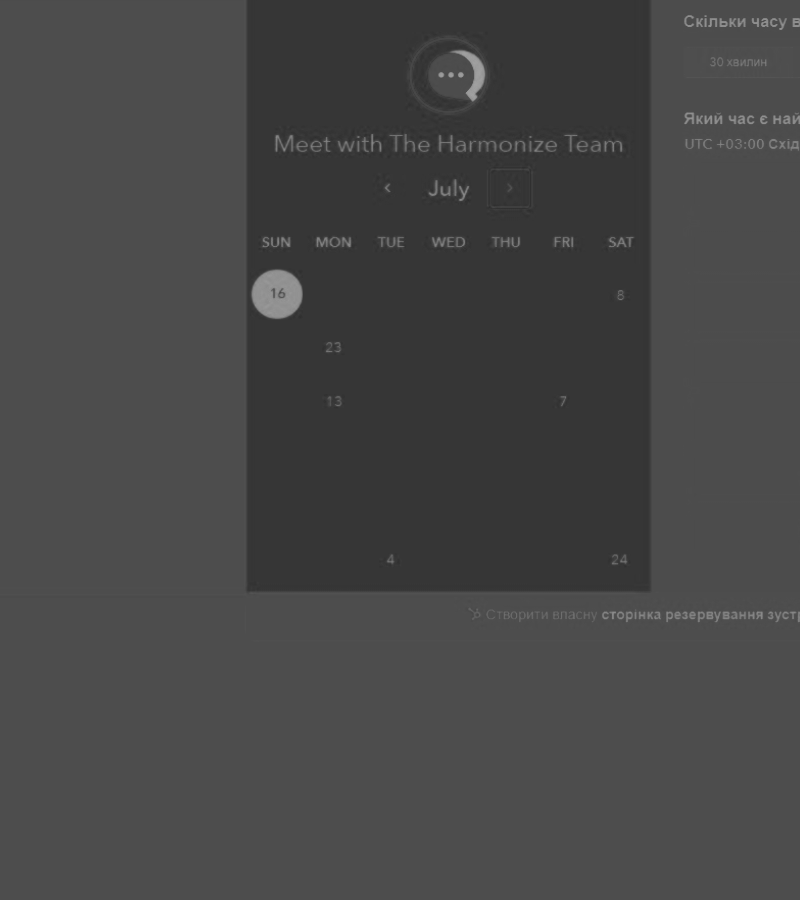 Скільки часу в
30 хвилин
Meet with The Harmonize Team
Який час є най
UTC +03:00 Схід
July
SUN MON TUE WED THU FRI SAT
16 8
23
13 7
4 24
Створити власну сторінка резервування зустр